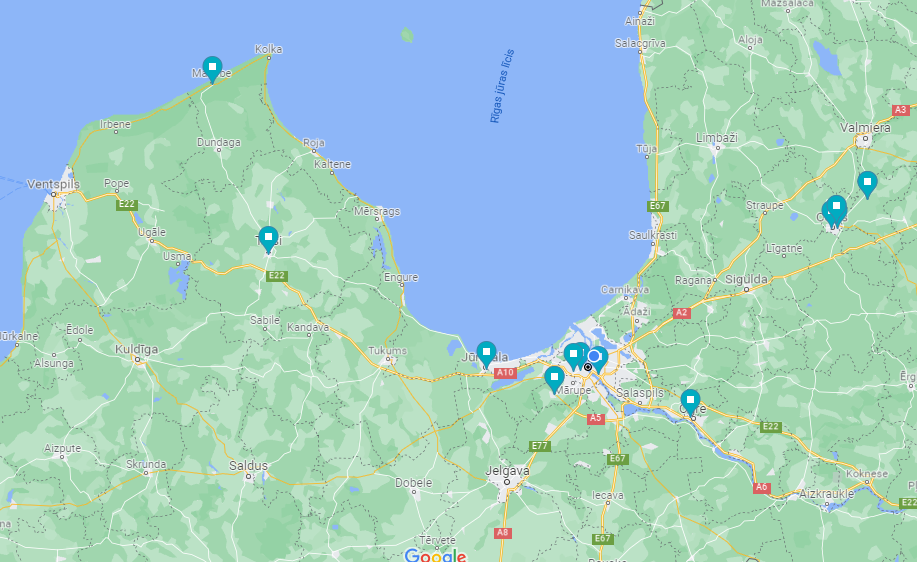 Mazsalaca
Ainaži
Aloja
Salacgrīva
Kolka
Rīgas jūras līcis
A3
Irbene
Valmiera
Limbaži
Dundaga
Roja
Tūja
Kaltene
Ventspils
Pope
E22
Straupe
E67
Mērsrags
Ugāle
Saulkrasti
Līgatne
Usma
E22
Engure
Ragana
Sigulda
Carnikava
Ādaži
A2
Sabile
Kandava
Ēdole
Kuldīga
Tukums
Alsunga
A10
Mārupe
Salaspils
A5
E22
E77
Aizpute
E67
Skrunda
Saldus
Jelgava
Dobele
Koknese
A6
Aizkraukle
Iecava
E22
A8
Tērvete
E67
Google